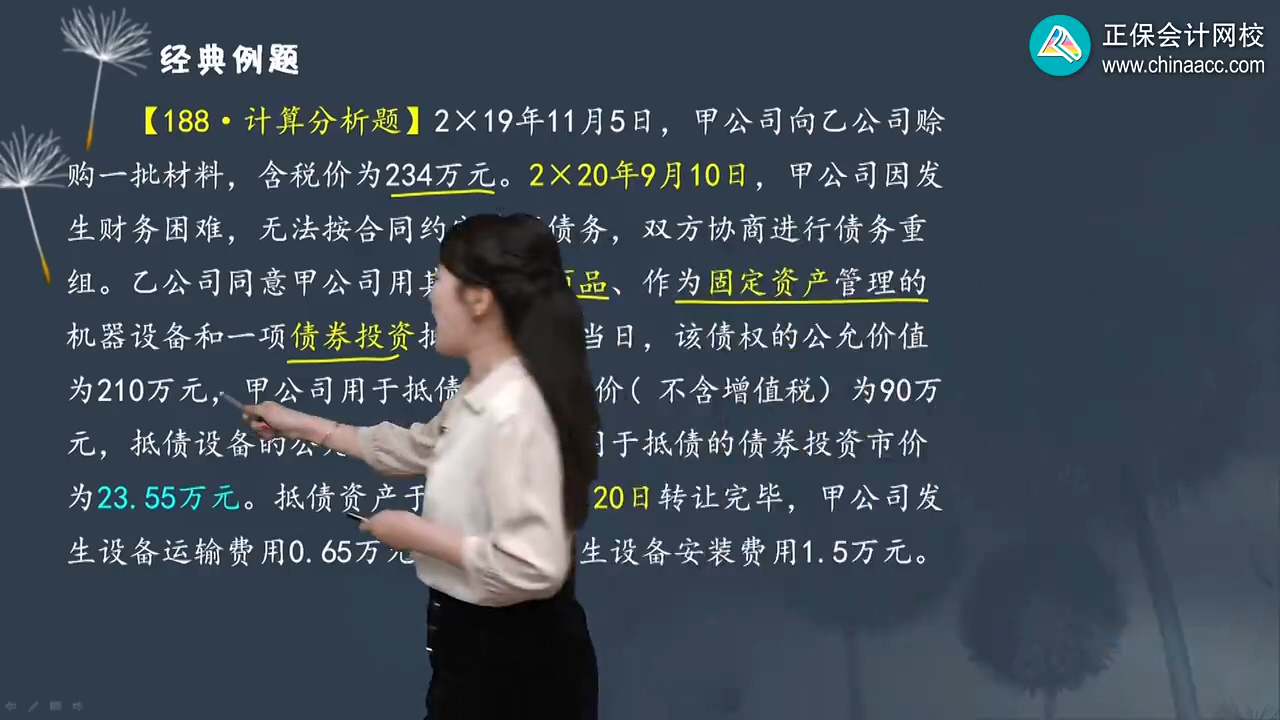 正保会计网校
www.chinaacc.com
经典例题
【188·计算分析题】2×19年11月5日，甲公司向乙公司赊
购一批材料，含税价为234万元。2×20年9月10日，甲公司因发
生财务困难，无法按合同约 债务，双方协商进行债务重
组。乙公司同意甲公司用其 品、作为固定资产管理的
机器设备和一项债券投资 当日，该债权的公允价值
为210万元，甲公司用于抵债 价(不含增值税)为90万
元，抵债设备的公 于抵债的债券投资市价
为23.55万元。抵债资产于 20日转让完毕，甲公司发
生设备运输费用0.65万元 生设备安装费用1.5万元。